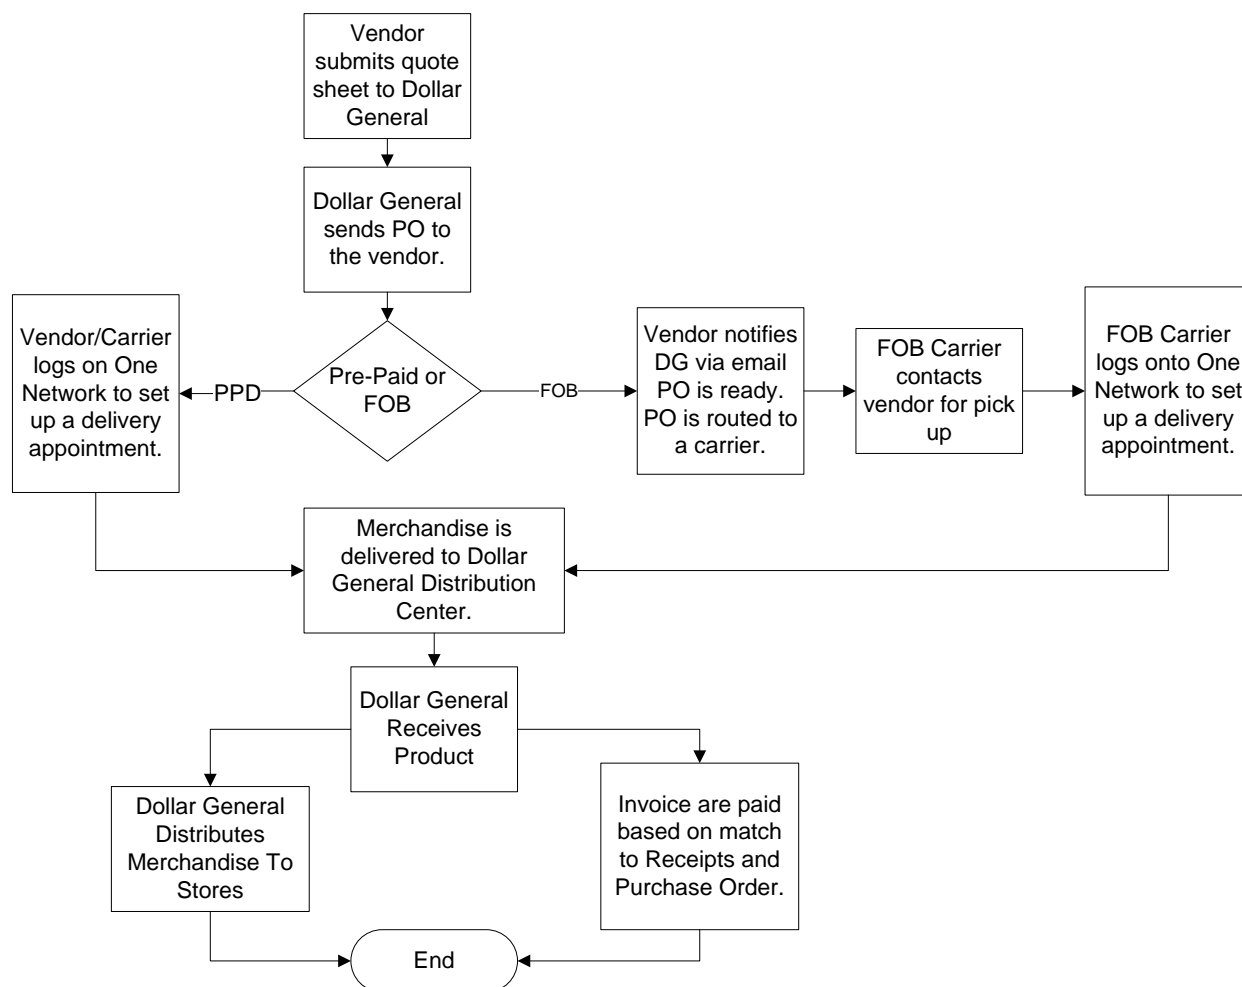 Vendor
submits quote
sheet to Dollar
General
Dollar General
sends PO to
the vendor.
Pre-Paid or
FOB
PPD
FOB
Vendor/Carrier
logs on One
Network to set
up a delivery
appointment.
Vendor notifies
DG via email
PO is ready.
PO is routed to
a carrier.
FOB Carrier
contacts
vendor for pick
up
FOB Carrier
logs onto One
Network to set
up a delivery
appointment.
Merchandise is
delivered to Dollar
General Distribution
Center.
Dollar General
Receives
Product
Dollar General
Distributes
Merchandise To
Stores
Invoice are paid
based on match
to Receipts and
Purchase Order.
End